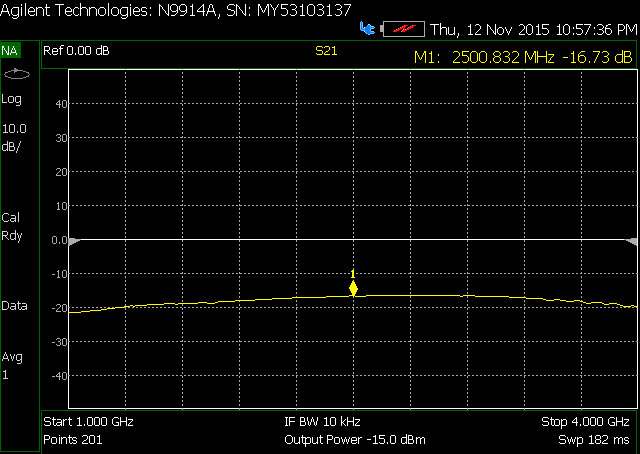 Agilent Technologies: N9914A, SN: MY53103137
Thu, 12 Nov 2015 10:57:36 PM
NA
Ref 0.00 dB
S21
M1: 2500.832 MHz -16.73 dB
Log
10.0
dB/
Cal
Rdy
Data
Avg
1
40
30
20
10
0.0
-10
-20
-30
-40
1
Start 1.000 GHz
IF BW 10 kHz
Stop 4.000 GHz
Points 201
Output Power -15.0 dBm
Swp 182 ms